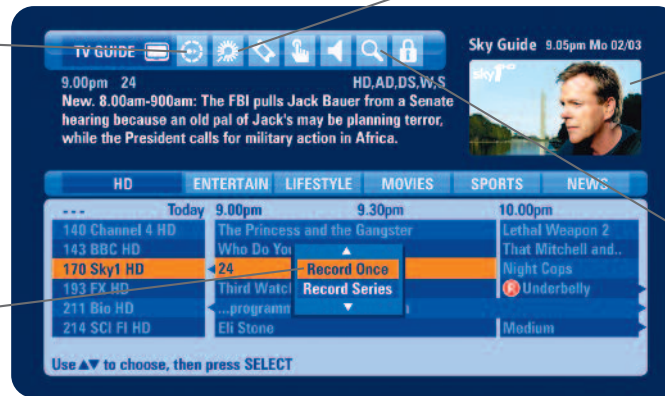 TV GUIDE
Sky Guide 9.05pm Mo 02/03
sky1HD
9.00pm 24 HD,AD,DS,W,S
New. 8.00am-900am: The FBI pulls Jack Bauer from a Senate
hearing because an old pal of Jack's may be planning terror,
while the President calls for military action in Africa.
HD ENTERTAIN LIFESTYLE MOVIES SPORTS NEWS
--- Today 9.00pm 9.30pm 10.00pm
140 Channel 4 HD The Princess and the Gangster Lethal Weapon 2
143 BBC HD Who Do You That Mitchell and..
170 Sky1 HD 24 Night Cops
193 FX HD Third Watch R Underbelly
211 Bio HD ...programm
214 SCI FI HD Eli Stone Medium
Record Once
Record Series
Use ▲▼ to choose, then press SELECT